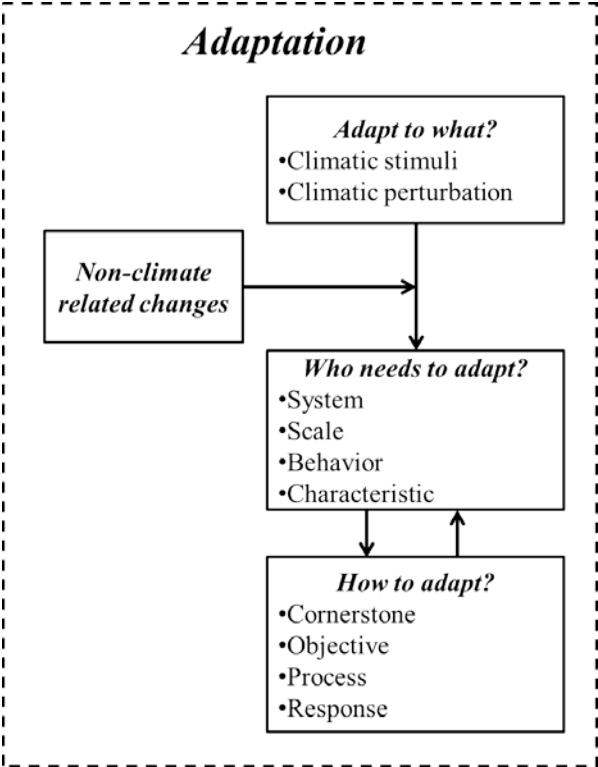 Adaptation
Adapt to what?
•Climatic stimuli
•Climatic perturbation
Non-climate
related changes
Who needs to adapt?
•System
•Scale
•Behavior
•Characteristic
How to adapt?
•Cornerstone
•Objective
•Process
•Response